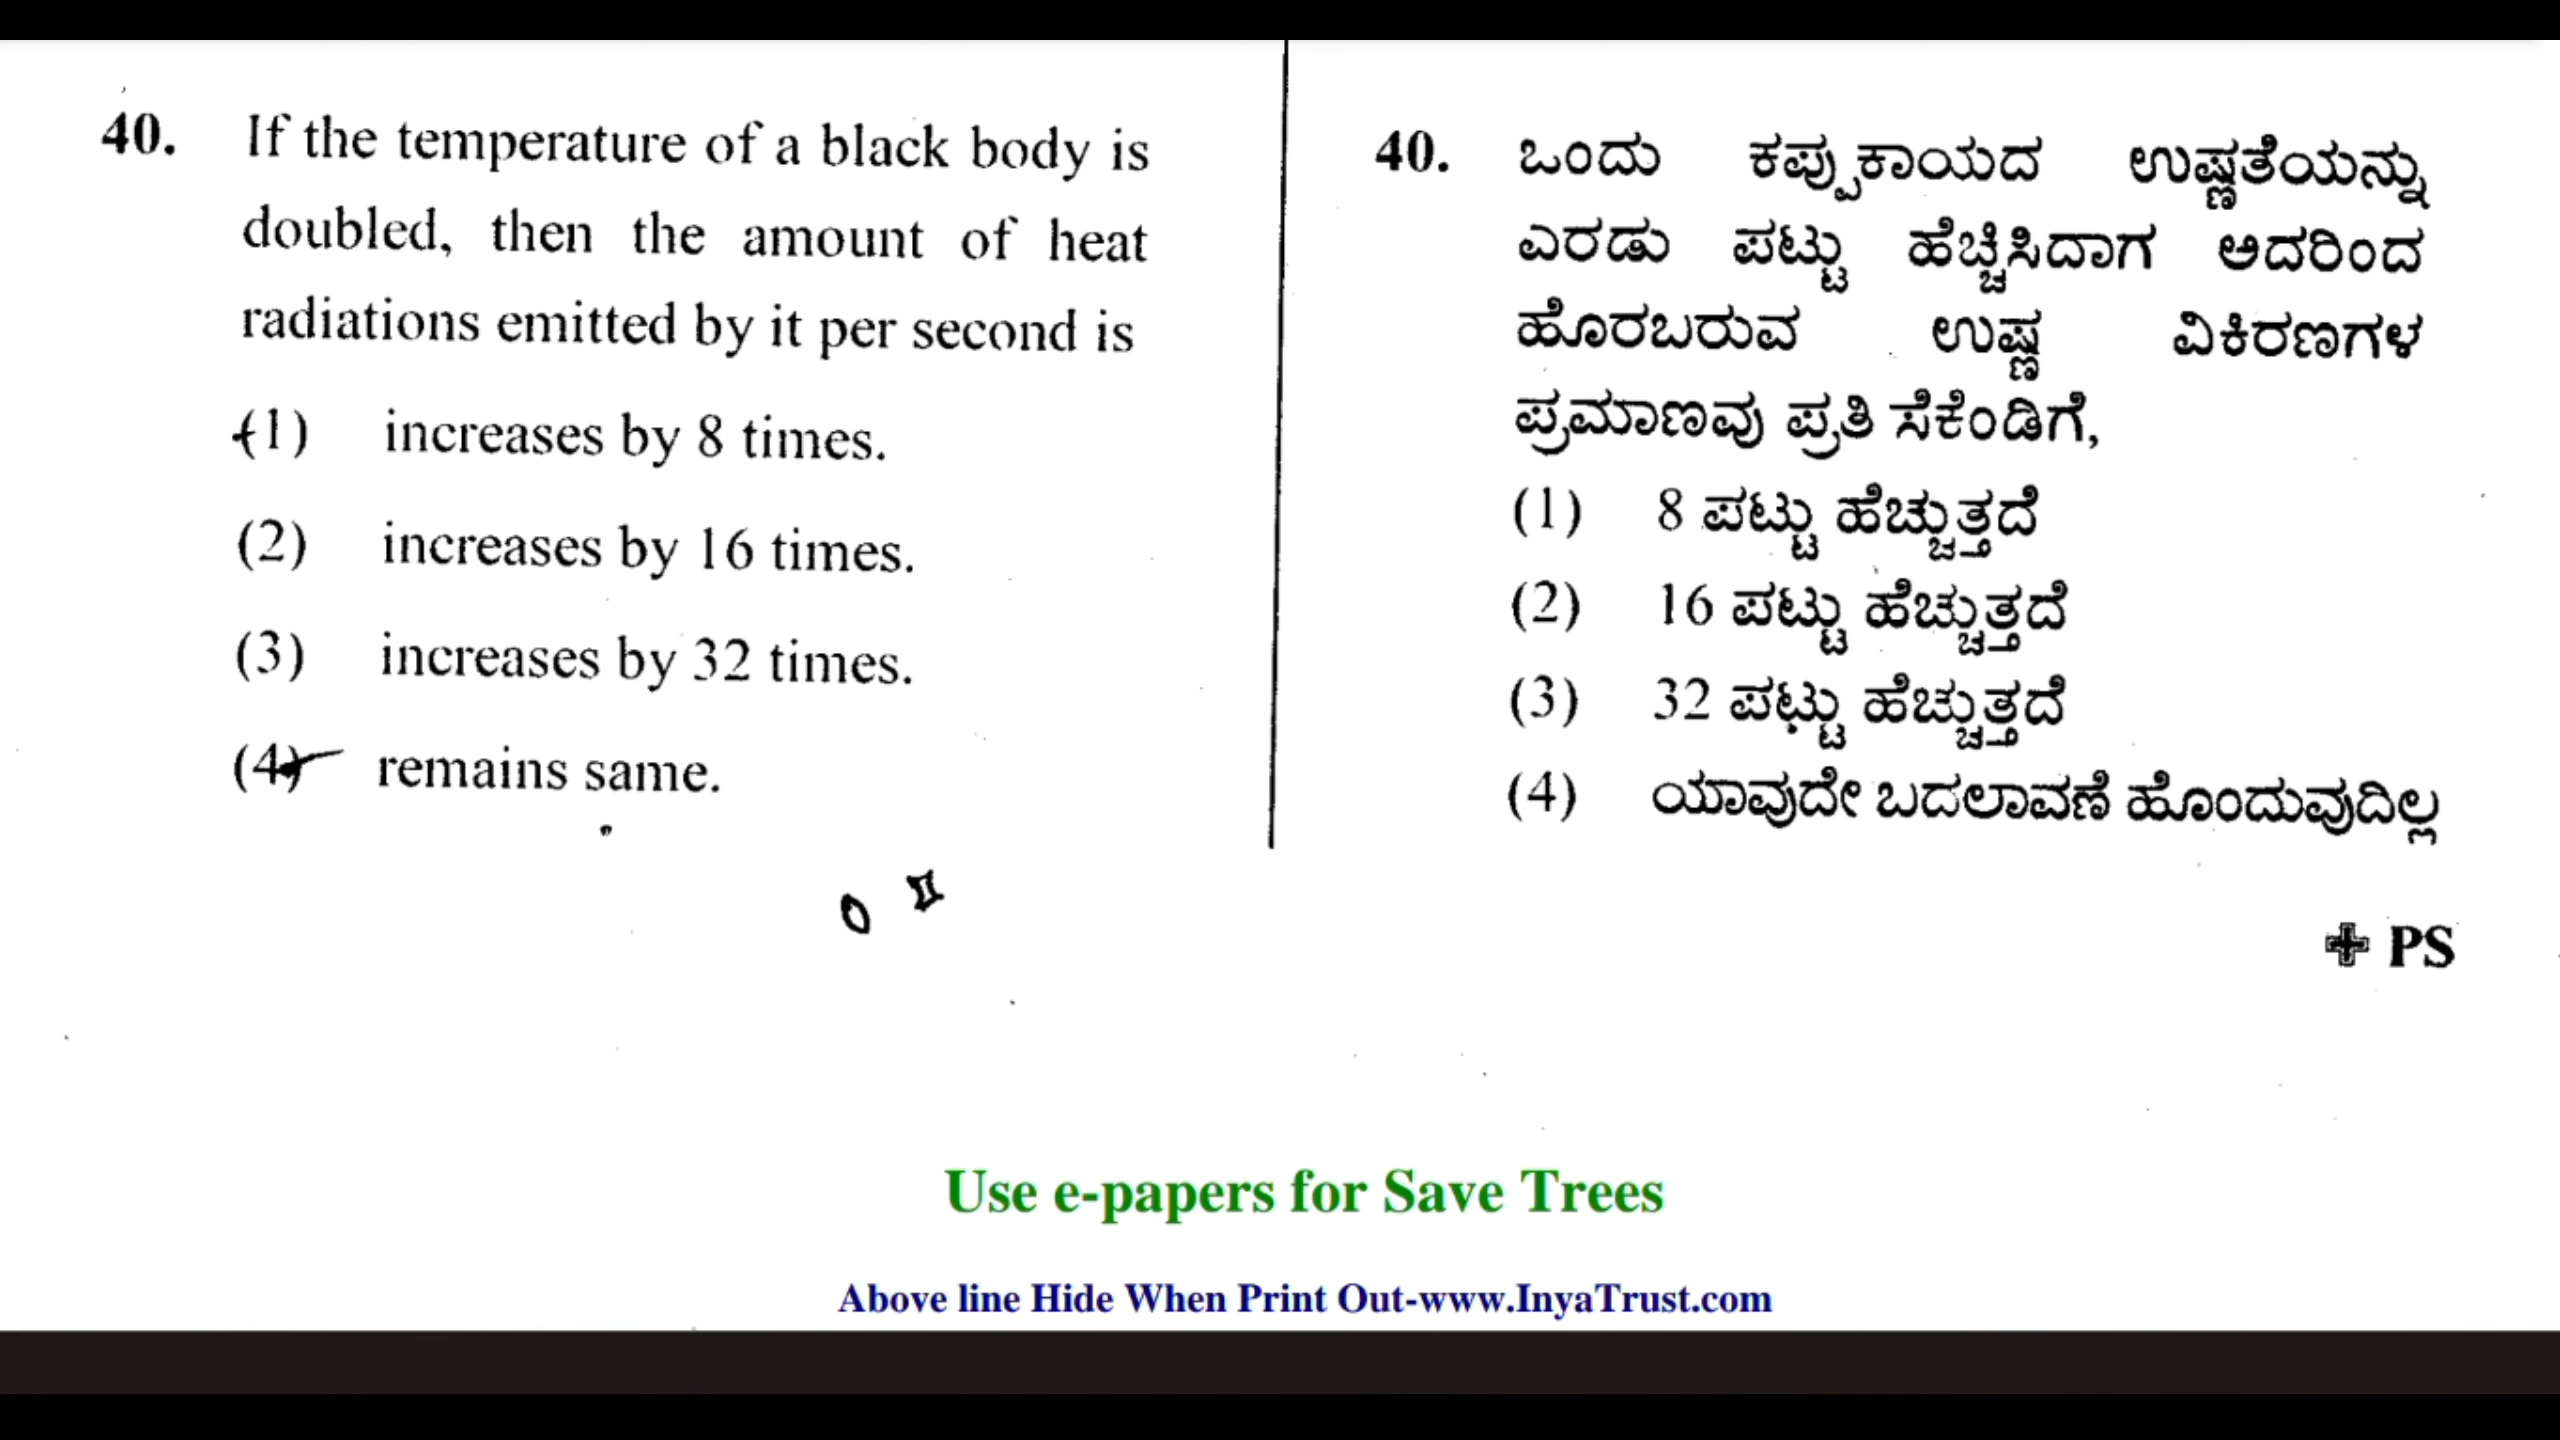 40. If the temperature of a black body is
doubled, then the amount of heat
radiations emitted by it per second is
(1) increases by 8 times.
(2) increases by 16 times.
(3) increases by 32 times.
(4) remains same.
40. ಒಂದು ಕಪ್ಪುಕಾಯದ ಉಷ್ಣತೆಯನ್ನು
ಎರಡು ಪಟ್ಟು ಹೆಚ್ಚಿಸಿದಾಗ ಅದರಿಂದ
ಹೊರಬರುವ ಉಷ್ಣ ವಿಕಿರಣಗಳ
ಪ್ರಮಾಣವು ಪ್ರತಿ ಸೆಕೆಂಡಿಗೆ,
(1) 8 ಪಟ್ಟು ಹೆಚ್ಚುತ್ತದೆ
(2) 16 ಪಟ್ಟು ಹೆಚ್ಚುತ್ತದೆ
(3) 32 ಪಟ್ಟು ಹೆಚ್ಚುತ್ತದೆ
(4) ಯಾವುದೇ ಬದಲಾವಣೆ ಹೊಂದುವುದಿಲ್ಲ
PS
Use e-papers for Save Trees
Above line Hide When Print Out-www.InyaTrust.com